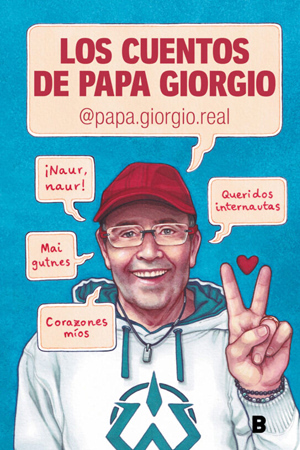 LOS CUENTOS
DE PAPA GIORGIO
@papa.giorgio.real
¡Naur,
naur!
Queridos
internautas
Mai
gutnes
Corazones
míos
B